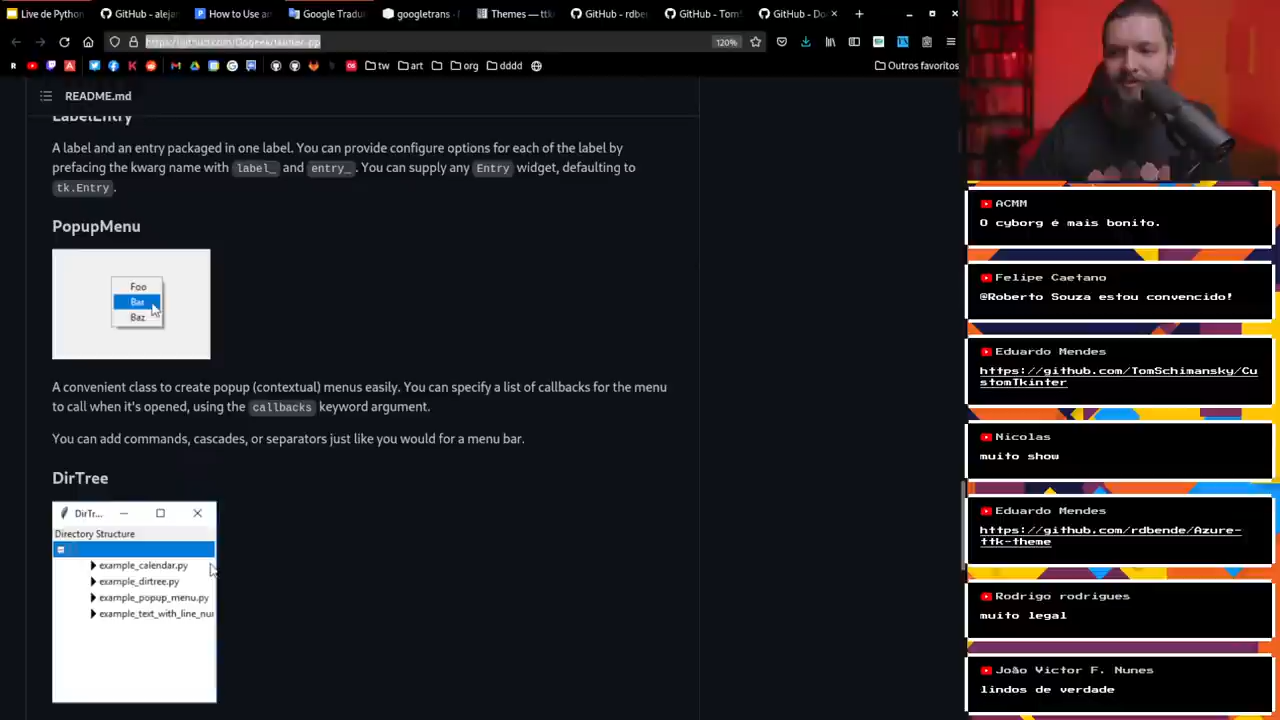 Live de Python
GitHub - aleja
How to Use an
Google Tradu
googletrans ·
Themes — ttk
GitHub - rdbe
GitHub - Tom
GitHub - Do
120%
tw
art
org
dddd
Outros favoritos
README.md
LabelEntry
A label and an entry packaged in one label. You can provide configure options for each of the label by
prefacing the kwarg name with label_ and entry_. You can supply any Entry widget, defaulting to
tk.Entry.
PopupMenu
Foo
Bar
Baz
A convenient class to create popup (contextual) menus easily. You can specify a list of callbacks for the menu
to call when it's opened, using the callbacks keyword argument.
You can add commands, cascades, or separators just like you would for a menu bar.
DirTree
DirTr...
Directory Structure
example_calendar.py
example_dirtree.py
example_popup_menu.py
example_text_with_line_nu
ACMM
O cyborg é mais bonito.
Felipe Caetano
@Roberto Souza estou convencido!
Eduardo Mendes
https://github.com/TomSchimansky/Cu
stomTkinter
Nicolas
muito show
Eduardo Mendes
https://github.com/rdbende/Azure-
ttk-theme
Rodrigo rodrigues
muito legal
João Victor F. Nunes
lindos de verdade